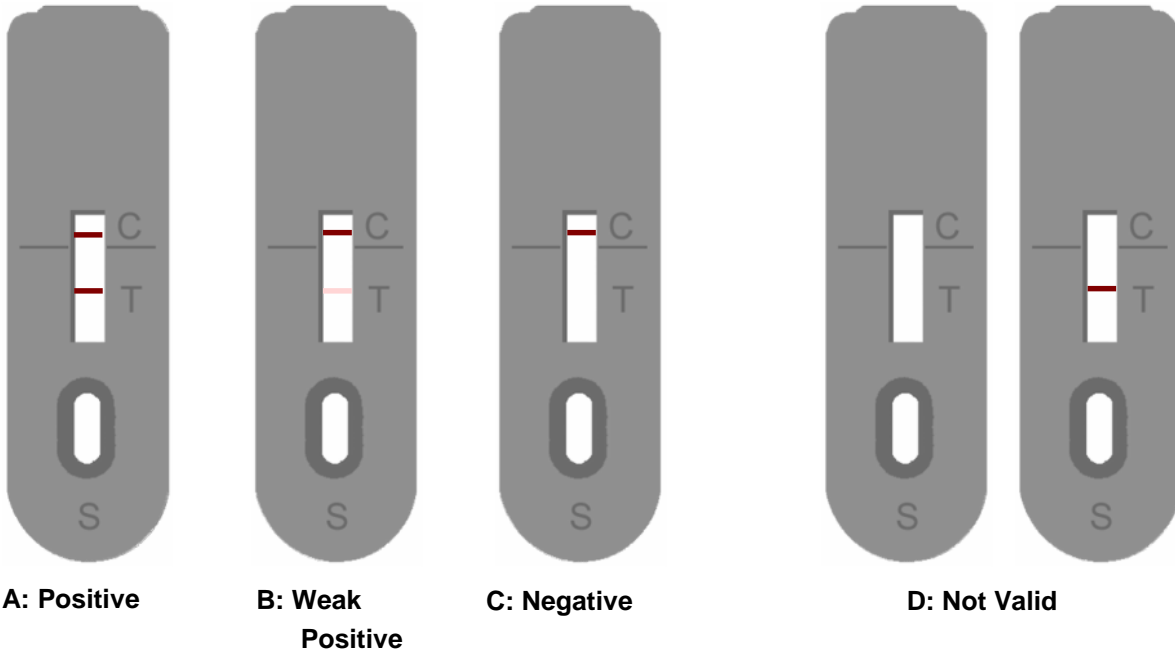 C
T
S
C
T
S
C
T
S
C
T
S
C
T
S
A: Positive
B: Weak
Positive
C: Negative
D: Not Valid